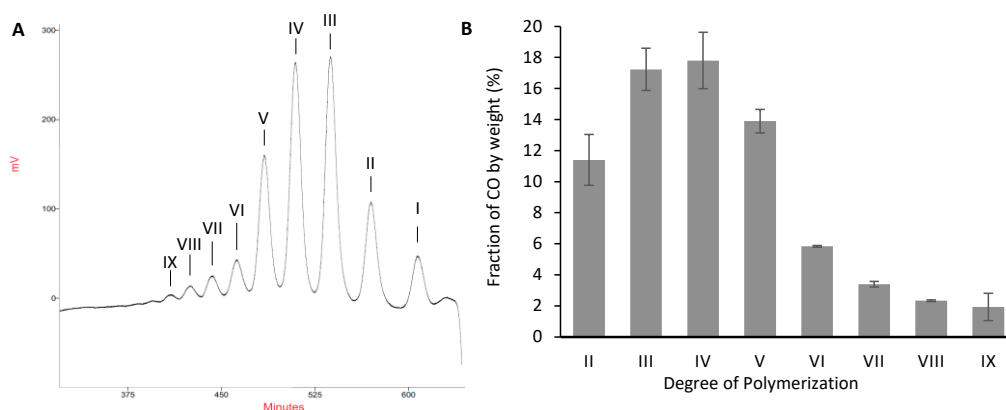 A
300
200
100
0
mV
IX
VIII
VII
VI
V
IV
III
II
I
375
450
525
600
Minutes
B
20
18
16
14
12
10
8
6
4
2
0
Fraction of CO by weight (%)
II III IV V VI VII VIII IX
Degree of Polymerization